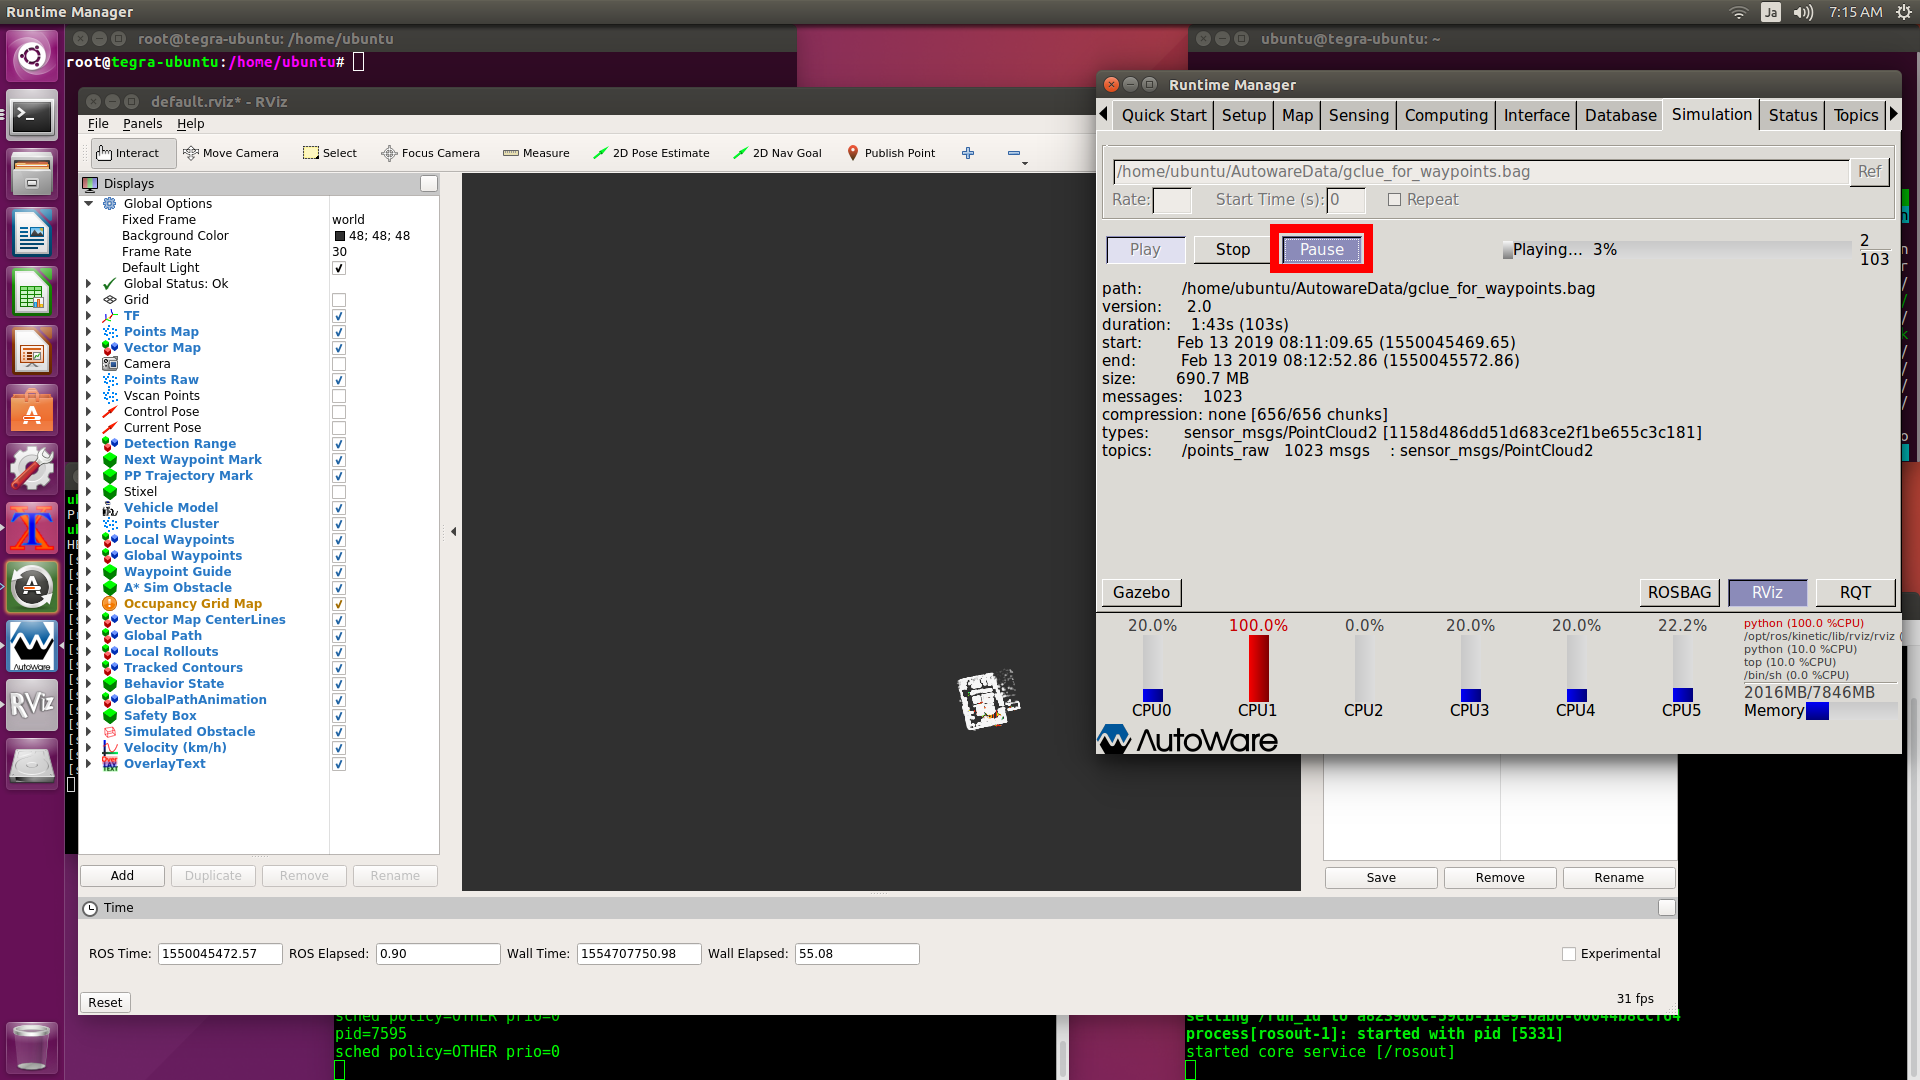 Runtime Manager
Ja
7:15 AM
root@tegra-ubuntu: /home/ubuntu
ubuntu@tegra-ubuntu: ~
root@tegra-ubuntu:/home/ubuntu#
default.rviz* - RViz
File Panels Help
Interact
Move Camera
Select
Focus Camera
Measure
2D Pose Estimate
2D Nav Goal
Publish Point
Displays
Global Options
Fixed Frame world
Background Color 48; 48; 48
Frame Rate 30
Default Light
Global Status: Ok
Grid
TF
Points Map
Vector Map
Camera
Points Raw
Vscan Points
Control Pose
Current Pose
Detection Range
Next Waypoint Mark
PP Trajectory Mark
Stixel
Vehicle Model
Points Cluster
Local Waypoints
Global Waypoints
Waypoint Guide
A* Sim Obstacle
Occupancy Grid Map
Vector Map CenterLines
Global Path
Local Rollouts
Tracked Contours
Behavior State
GlobalPathAnimation
Safety Box
Simulated Obstacle
Velocity (km/h)
OverlayText
Add Duplicate Remove Rename
Save Remove Rename
Time
ROS Time: 1550045472.57 ROS Elapsed: 0.90 Wall Time: 1554707750.98 Wall Elapsed: 55.08
Experimental
Reset
31 fps
Runtime Manager
Quick Start Setup Map Sensing Computing Interface Database Simulation Status Topics
/home/ubuntu/AutowareData/gclue_for_waypoints.bag
Ref
Rate: Start Time (s): 0 Repeat
Play Stop Pause
Playing... 3%
2
103
path: /home/ubuntu/AutowareData/gclue_for_waypoints.bag
version: 2.0
duration: 1:43s (103s)
start: Feb 13 2019 08:11:09.65 (1550045469.65)
end: Feb 13 2019 08:12:52.86 (1550045572.86)
size: 690.7 MB
messages: 1023
compression: none [656/656 chunks]
types: sensor_msgs/PointCloud2 [1158d486dd51d683ce2f1be655c3c181]
topics: /points_raw 1023 msgs : sensor_msgs/PointCloud2
Gazebo
ROSBAG RViz RQT
20.0% 100.0% 0.0% 20.0% 20.0% 22.2%
CPU0 CPU1 CPU2 CPU3 CPU4 CPU5
python (100.0 %CPU)
/opt/ros/kinetic/lib/rviz/rviz (
python (10.0 %CPU)
top (10.0 %CPU)
/bin/sh (0.0 %CPU)
2016MB/7846MB
Memory
AutoWare
AutoWare
RViz
sched policy=OTHER prio=0
pid=7595
sched policy=OTHER prio=0
process[rosout-1]: started with pid [5331]
started core service [/rosout]